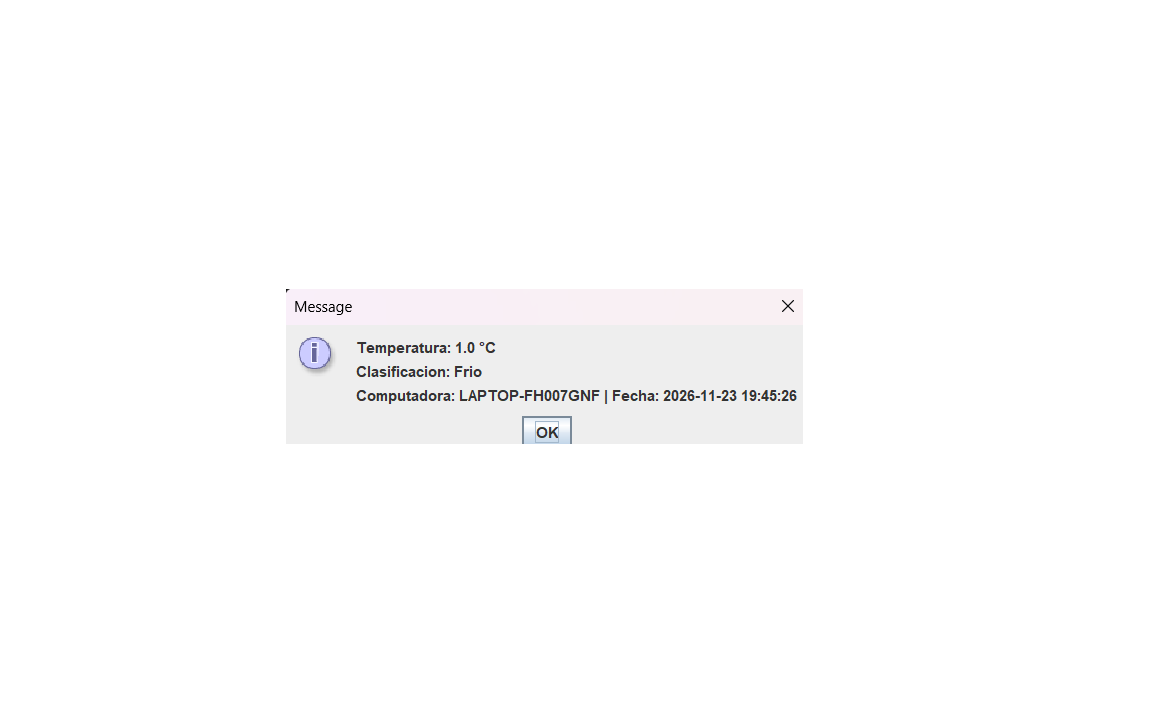 Message
Temperatura: 1.0 °C
Clasificacion: Frio
Computadora: LAPTOP-FH007GNF | Fecha: 2026-11-23 19:45:26
OK